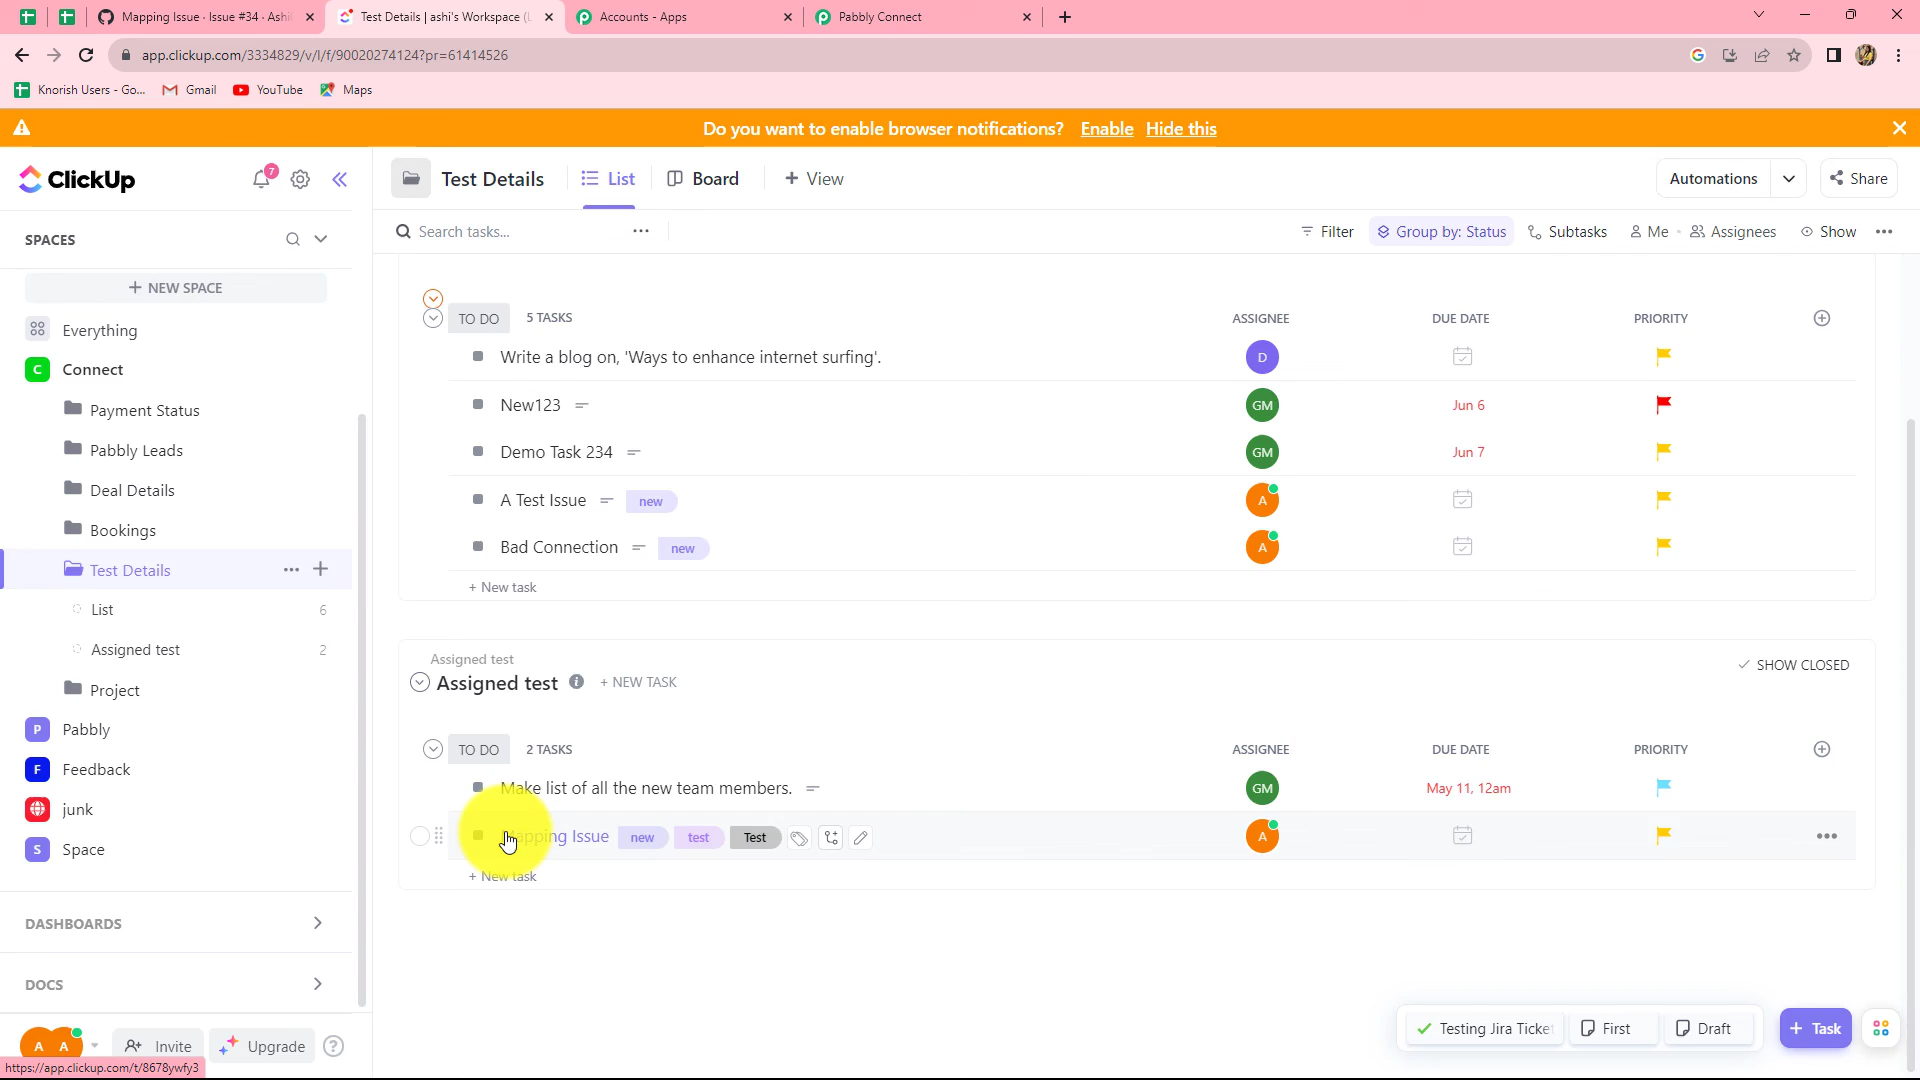 Mapping Issue · Issue #34 · Ashi
Test Details | ashi's Workspace (L
Accounts - Apps
Pabbly Connect
app.clickup.com/3334829/v/l/f/90020274124?pr=61414526
Knorish Users - Go...
Gmail
YouTube
Maps
Do you want to enable browser notifications? Enable Hide this
ClickUp
7
Test Details
List
Board
+ View
Automations
Share
SPACES
Search tasks...
Filter
Group by: Status
Subtasks
Me
Assignees
Show
+ NEW SPACE
Everything
C Connect
Payment Status
Pabbly Leads
Deal Details
Bookings
Test Details
List 6
Assigned test 2
Project
P Pabbly
F Feedback
junk
S Space
DASHBOARDS
DOCS
A A
Invite
Upgrade
?
https://app.clickup.com/t/8678ywfy3
TO DO 5 TASKS ASSIGNEE DUE DATE PRIORITY
Write a blog on, 'Ways to enhance internet surfing'. D
New123 GM Jun 6
Demo Task 234 GM Jun 7
A Test Issue new A
Bad Connection new A
+ New task
Assigned test
Assigned test + NEW TASK
SHOW CLOSED
TO DO 2 TASKS ASSIGNEE DUE DATE PRIORITY
Make list of all the new team members. GM May 11, 12am
Mapping Issue new test Test A
+ New task
Testing Jira Ticket
First
Draft
+ Task